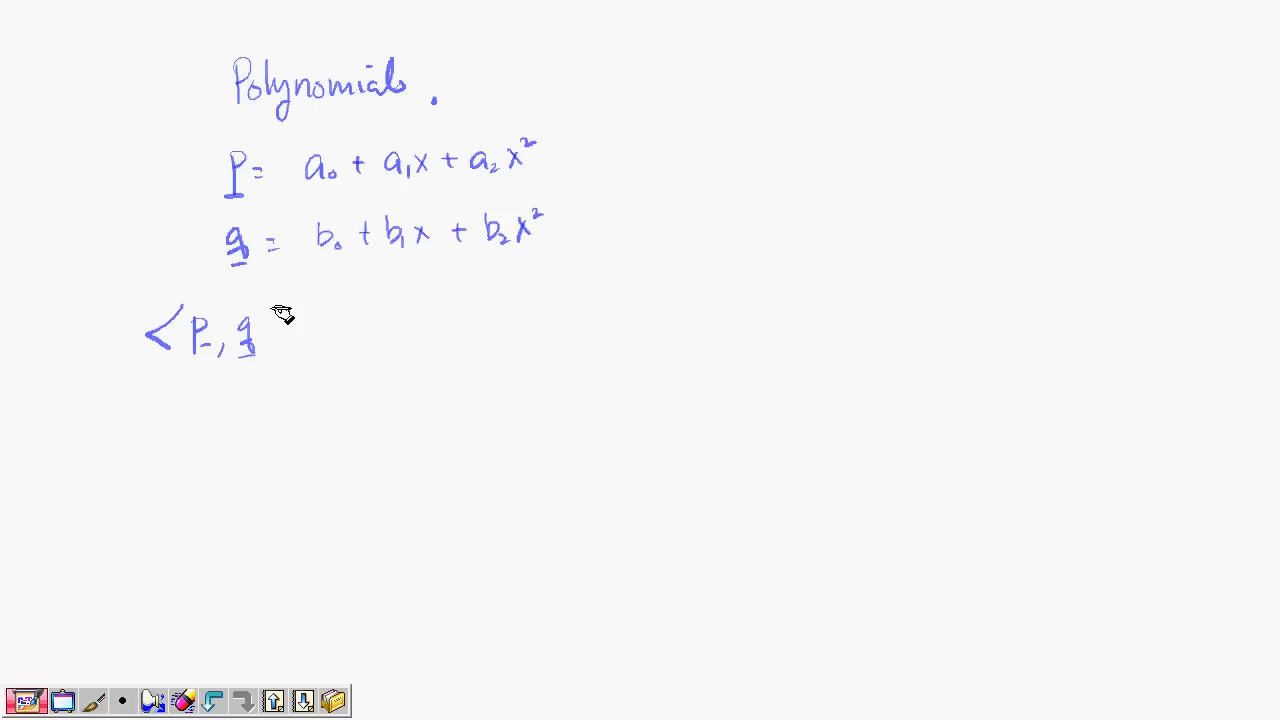 Polynomials.
p = a₀ + a₁x + a₂x²
q = b₀ + b₁x + b₂x²
<p, q